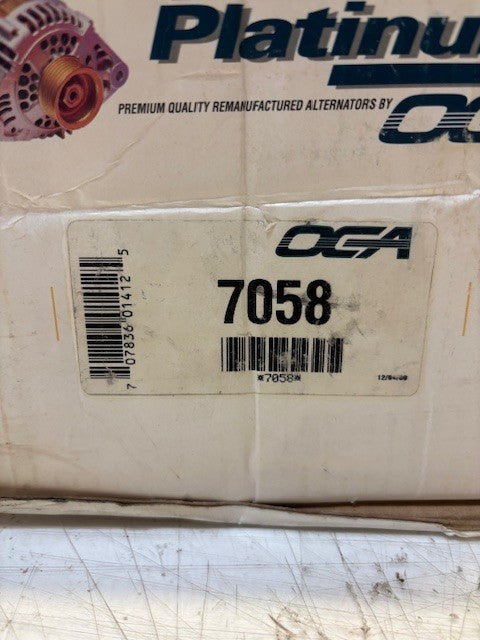 Platinu
PREMIUM QUALITY REMANUFACTURED ALTERNATORS BY
OGA
7058
7 07836 01412 5
*7058*